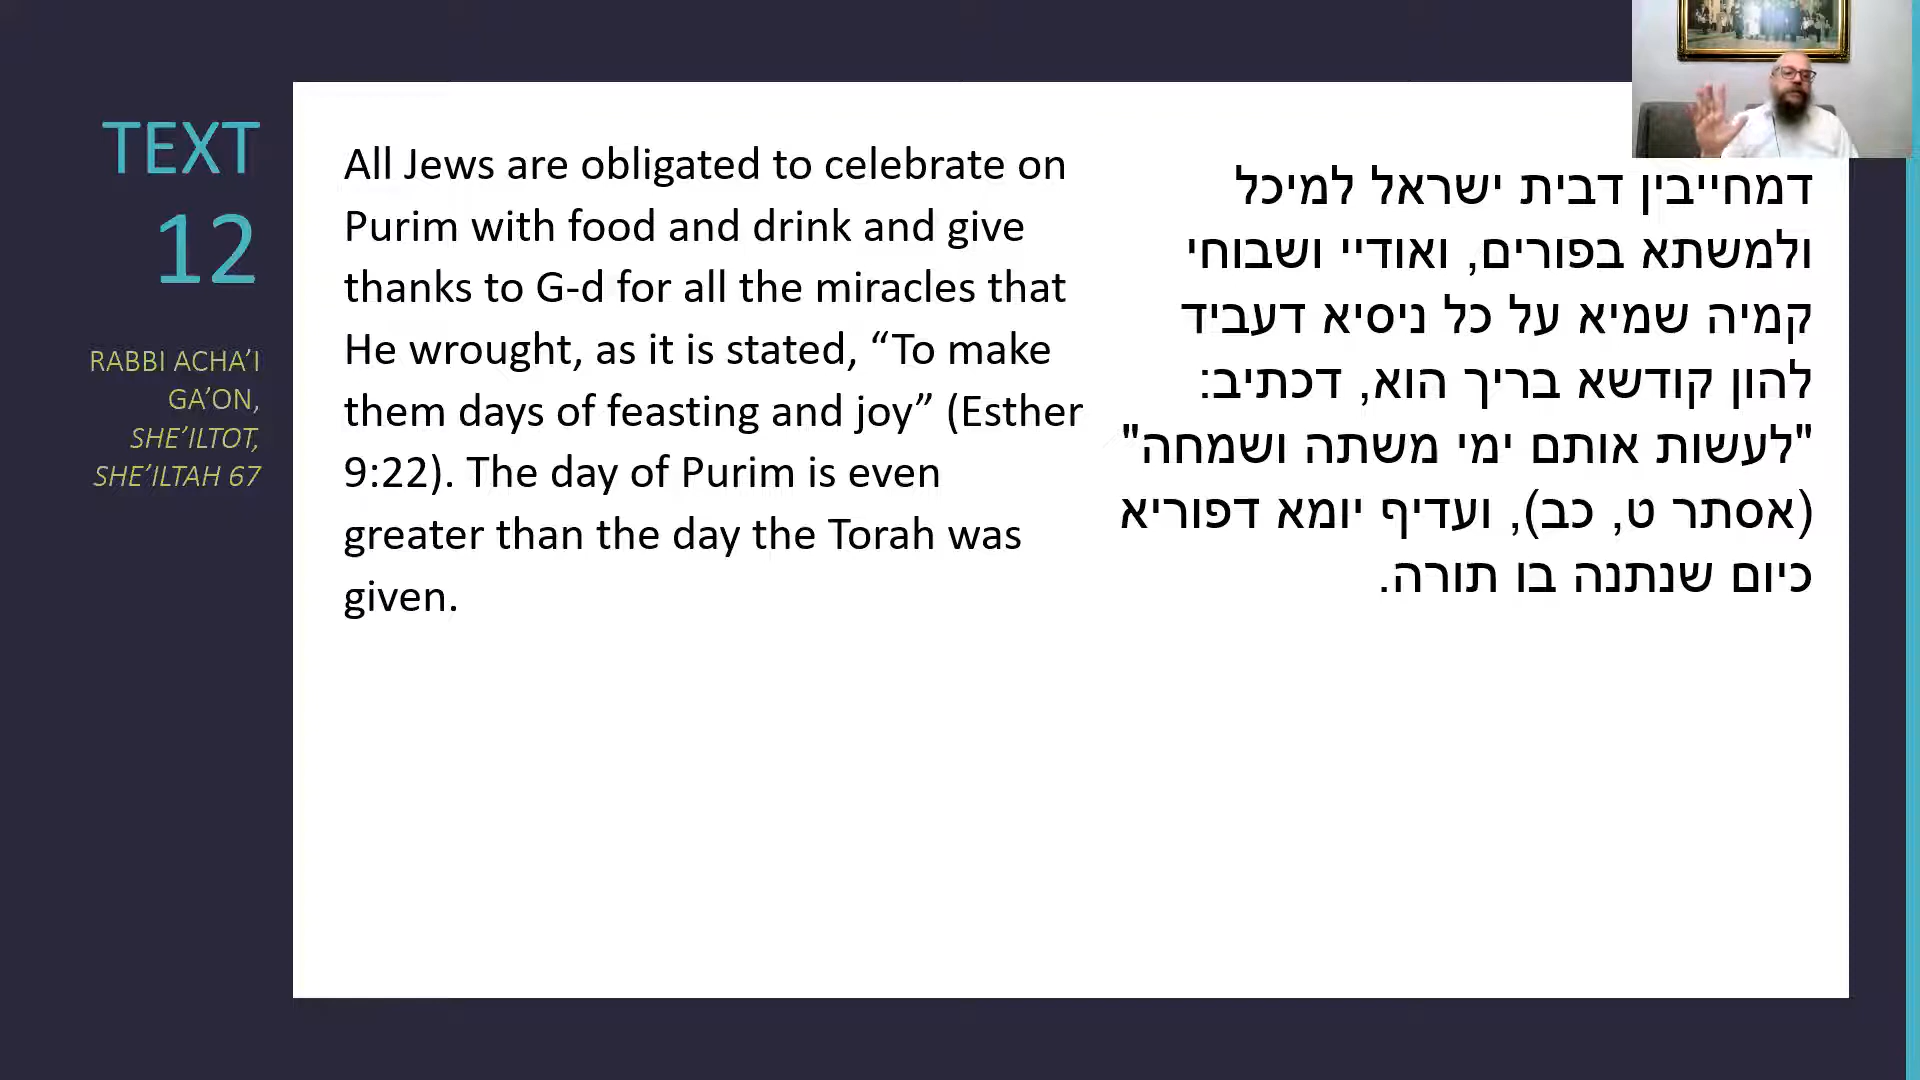 TEXT
12
RABBI ACHA’I
GA’ON,
SHE’ILTOT,
SHE’ILTAH 67
All Jews are obligated to celebrate on
Purim with food and drink and give
thanks to G-d for all the miracles that
He wrought, as it is stated, “To make
them days of feasting and joy” (Esther
9:22). The day of Purim is even
greater than the day the Torah was
given.
דמחייבין דבית ישראל למיכל
ולמשתא בפורים, ואודיי ושבוחי
קמיה שמיא על כל ניסיא דעביד
להון קודשא בריך הוא, דכתיב:
"לעשות אותם ימי משתה ושמחה"
(אסתר ט, כב), ועדיף יומא דפוריא
כיום שנתנה בו תורה.